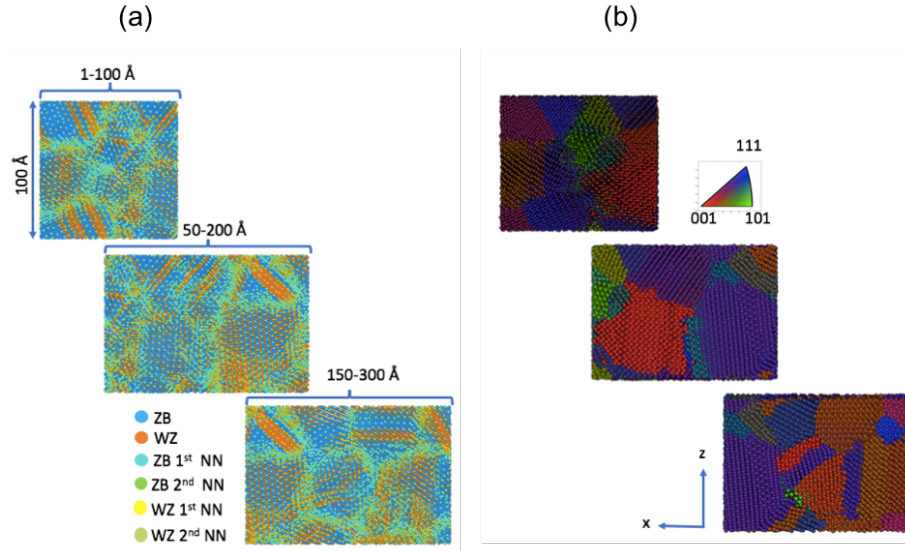 (a)
(b)
1-100 Å
100 Å
50-200 Å
150-300 Å
ZB
WZ
ZB 1st NN
ZB 2nd NN
WZ 1st NN
WZ 2nd NN
111
001
101
z
x